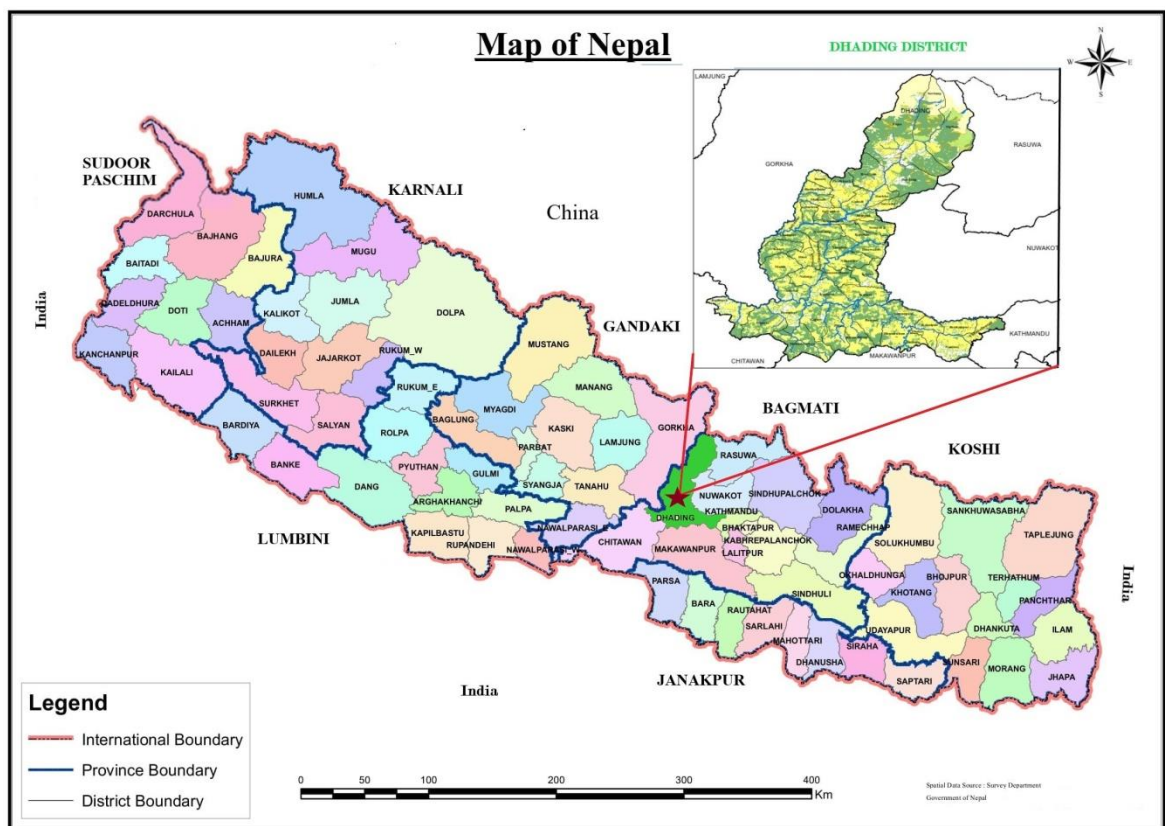 Map of Nepal
DHADING DISTRICT
N
W
E
S
LAMJUNG
DHADING
RASUWA
GORKHA
NUWAKOT
KATHMANDU
CHITAWAN
MAKAWANPUR
SUDOOR
PASCHIM
KARNALI
China
GANDAKI
BAGMATI
KOSHI
LUMBINI
JANAKPUR
India
India
India
HUMLA
DARCHULA
BAJHANG
BAJURA
MUGU
BAITADI
DADELDHURA
DOTI
ACHHAM
KALIKOT
JUMLA
DOLPA
MUSTANG
KANCHANPUR
KAILALI
DAILEKH
JAJARKOT
RUKUM_W
RUKUM_E
MANANG
MYAGDI
SURKHET
SALYAN
BARDIYA
BANKE
ROLPA
BAGLUNG
PARBAT
KASKI
LAMJUNG
GORKHA
PYUTHAN
GULMI
SYANGJA
TANAHU
DANG
ARGHAKHANCHI
PALPA
KAPILBASTU
RUPANDEHI
NAWALPARASI_E
NAWALPARASI_W
CHITAWAN
RASUWA
NUWAKOT
SINDHUPALCHOK
DOLAKHA
KATHMANDU
DHADING
BHAKTAPUR
KABHREPALANCHOK
LALITPUR
RAMECHHAP
MAKAWANPUR
SINDHULI
PARSA
BARA
RAUTAHAT
SARLAHI
MAHOTTARI
DHANUSHA
SIRAHA
SAPTARI
SANKHUWASABHA
SOLUKHUMBU
TAPLEJUNG
OKHALDHUNGA
KHOTANG
BHOJPUR
TERHATHUM
PANCHTHAR
DHANKUTA
ILAM
UDAYAPUR
SUNSARI
MORANG
JHAPA
Legend
International Boundary
Province Boundary
District Boundary
0 25 50 100 200 300 400
Km
Spatial Data Source : Survey Department
Government of Nepal